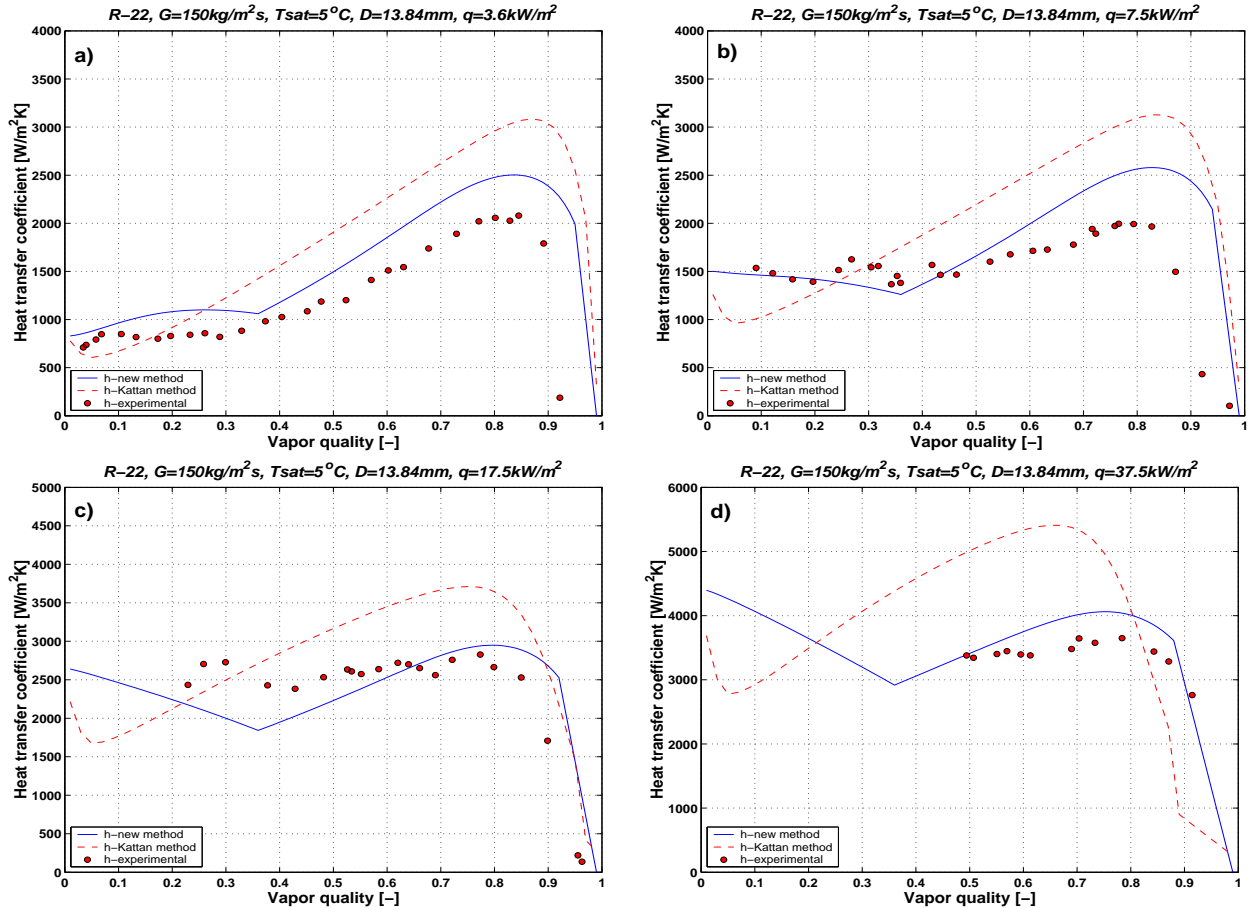 R-22, G=150kg/m²s, Tsat=5°C, D=13.84mm, q=3.6kW/m²
a)
Heat transfer coefficient [W/m²K]
4000
3500
3000
2500
2000
1500
1000
500
0
h-new method
h-Kattan method
h-experimental
0 0.1 0.2 0.3 0.4 0.5 0.6 0.7 0.8 0.9 1
Vapor quality [-]
R-22, G=150kg/m²s, Tsat=5°C, D=13.84mm, q=7.5kW/m²
b)
Heat transfer coefficient [W/m²K]
4000
3500
3000
2500
2000
1500
1000
500
0
h-new method
h-Kattan method
h-experimental
0 0.1 0.2 0.3 0.4 0.5 0.6 0.7 0.8 0.9 1
Vapor quality [-]
R-22, G=150kg/m²s, Tsat=5°C, D=13.84mm, q=17.5kW/m²
c)
Heat transfer coefficient [W/m²K]
5000
4500
4000
3500
3000
2500
2000
1500
1000
500
0
h-new method
h-Kattan method
h-experimental
0 0.1 0.2 0.3 0.4 0.5 0.6 0.7 0.8 0.9 1
Vapor quality [-]
R-22, G=150kg/m²s, Tsat=5°C, D=13.84mm, q=37.5kW/m²
d)
Heat transfer coefficient [W/m²K]
6000
5000
4000
3000
2000
1000
0
h-new method
h-Kattan method
h-experimental
0 0.1 0.2 0.3 0.4 0.5 0.6 0.7 0.8 0.9 1
Vapor quality [-]